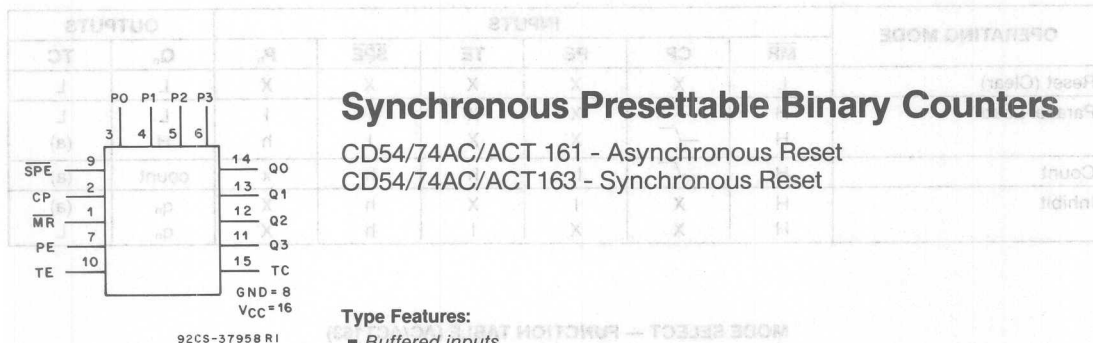 Synchronous Presettable Binary Counters
CD54/74AC//ACT 161 - Asynchronous Reset
CD54/74AC//ACT163 - Synchronous Reset
P0 P1 P2 P3
3 4 5 6
SPE 9 14 Q0
CP 2 13 Q1
MR 1 12 Q2
PE 7 11 Q3
TE 10 15 TC
GND = 8
VCC = 16
92CS-37958RI
Type Features:
■ Buffered inputs